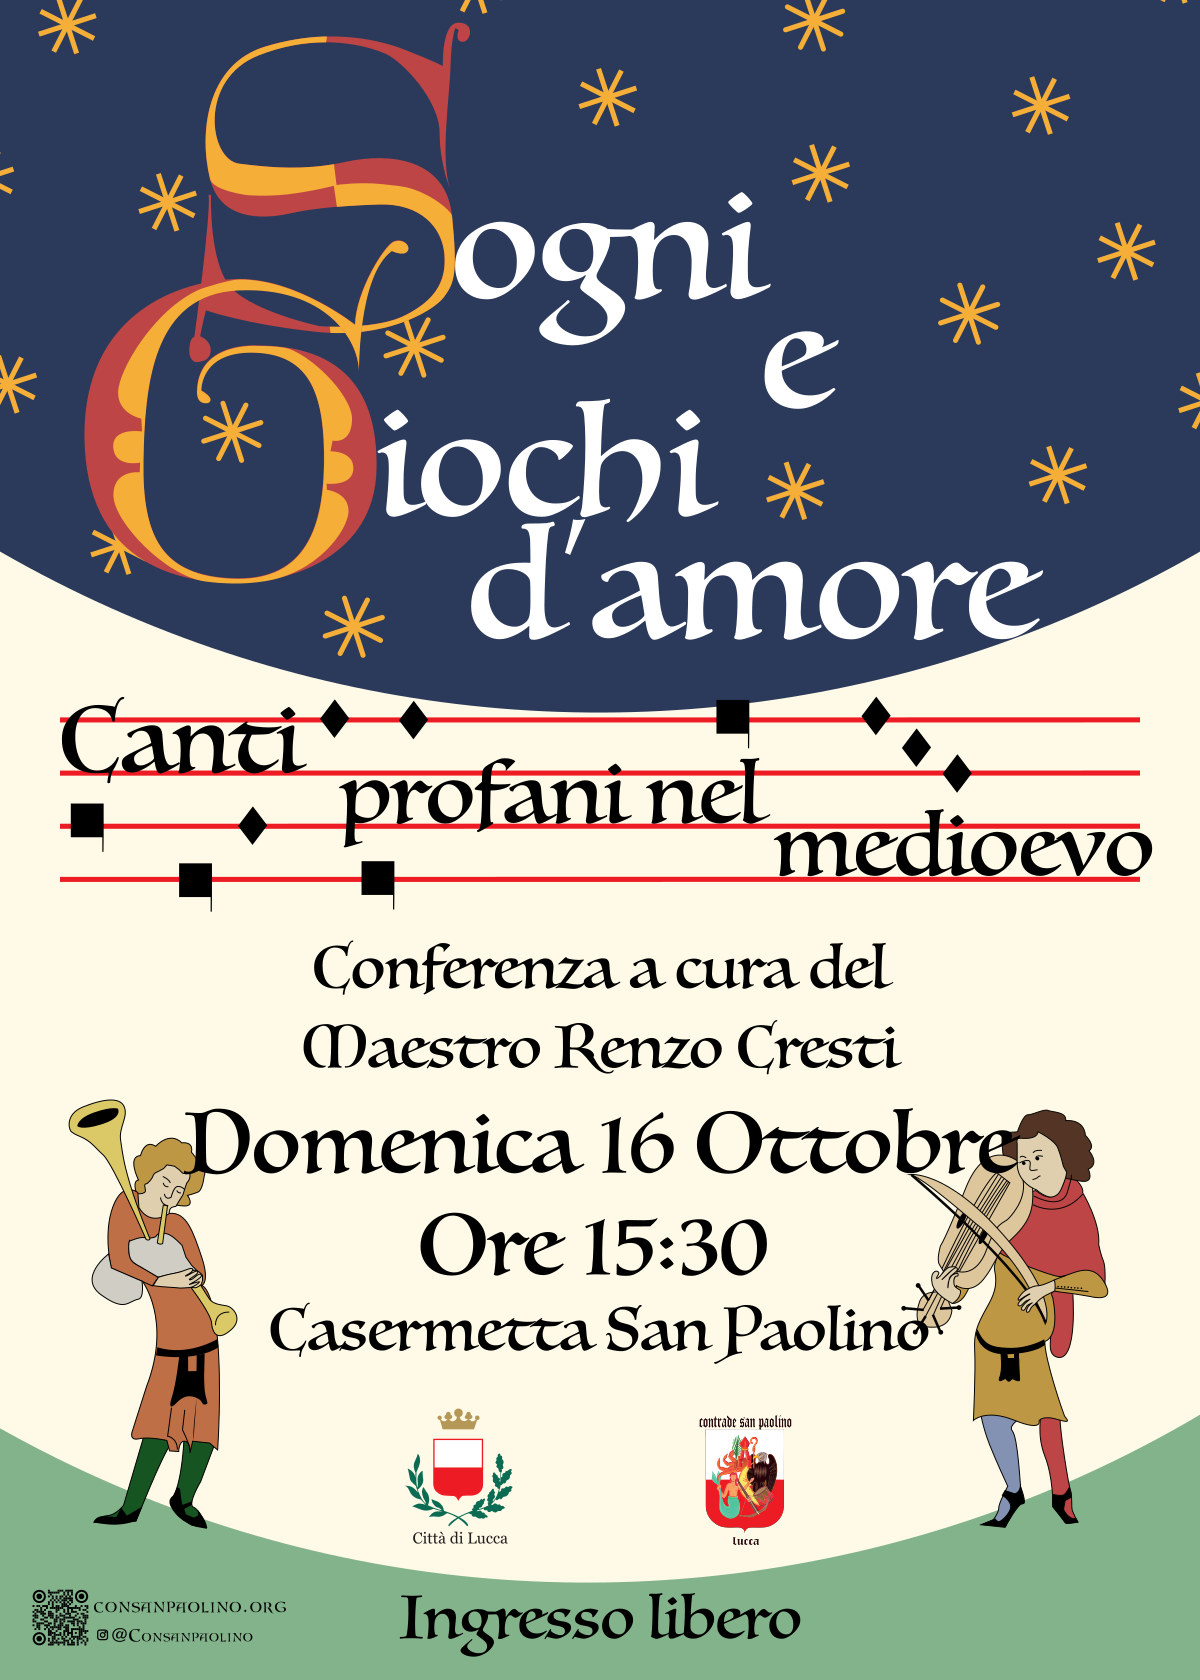 Sogni
e
Giochi
d'amore
Canti
profani nel
medioevo
Conferenza a cura del
Maestro Renzo Cresti
Domenica 16 Ottobre
Ore 15:30
Casermetta San Paolino
Città di Lucca
contrade san paolino
lucca
consanpaolino.org
@Consanpaolino
Ingresso libero